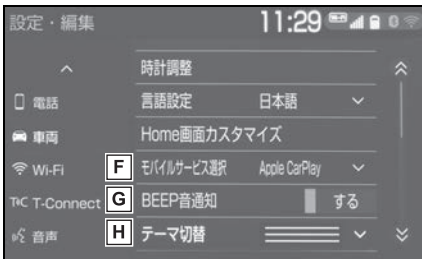 設定・編集 11:29
時計調整
電話 言語設定 日本語
車両 Home画面カスタマイズ
Wi-Fi F モバイルサービス選択 Apple CarPlay
T-Connect G BEEP音通知 する
音声 H テーマ切替